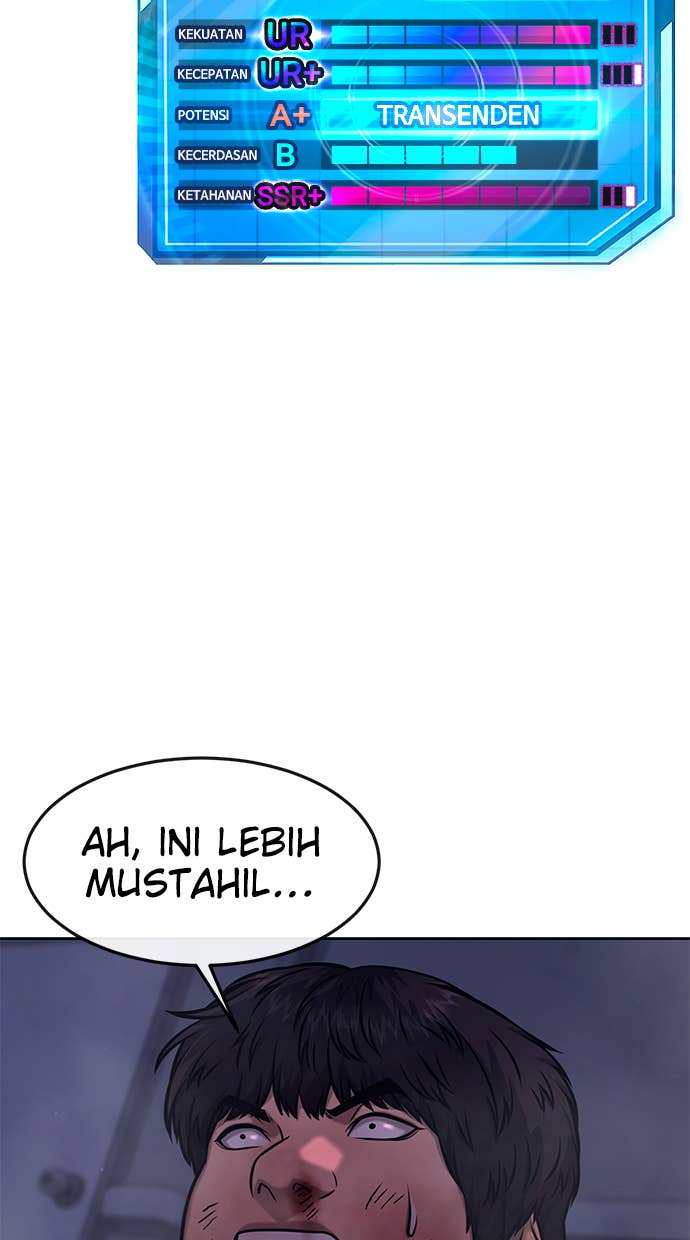 KEKUATAN UR
KECEPATAN UR+
POTENSI A+ TRANSENDEN
KECERDASAN B
KETAHANAN SSR+
AH, INI LEBIH
MUSTAHIL...